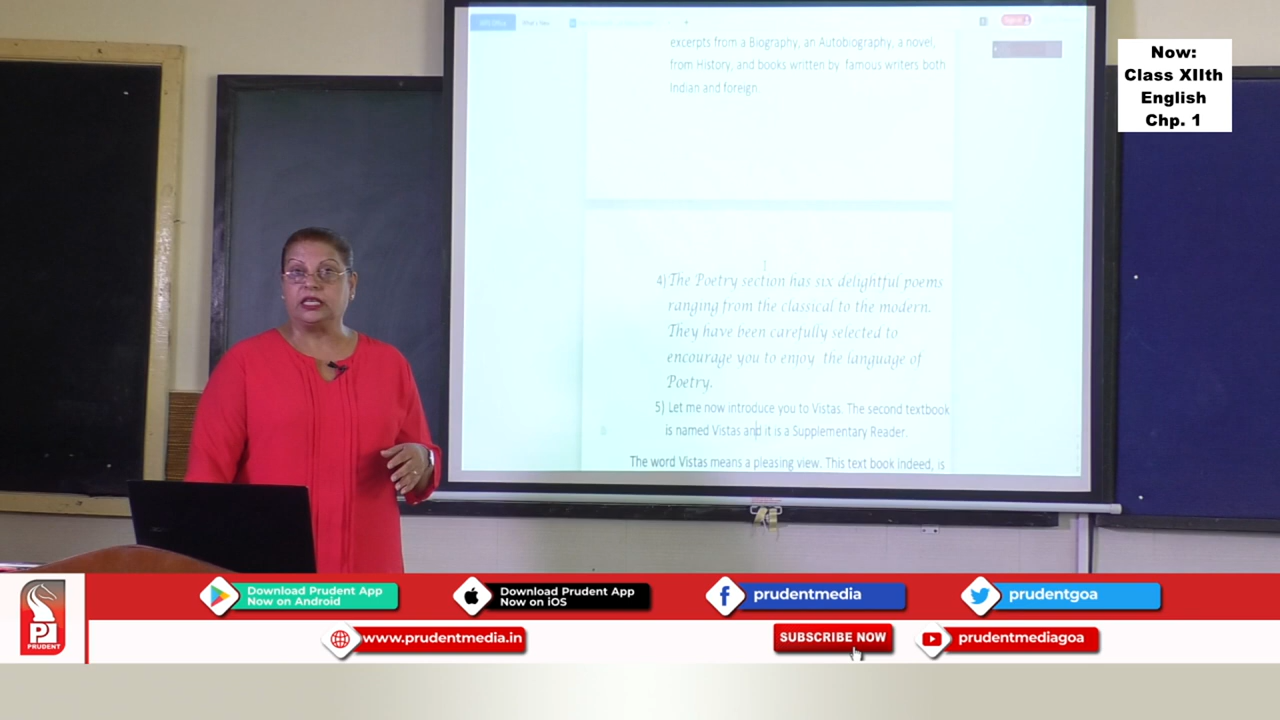 What's New
Now:
Class XIIth
English
Chp. 1
excerpts from a Biography, an Autobiography, a novel,
from History, and books written by famous writers both
Indian and foreign.
4) The Poetry section has six delightful poems
ranging from the classical to the modern.
They have been carefully selected to
encourage you to enjoy the language of
Poetry.
5) Let me now introduce you to Vistas. The second textbook
is named Vistas and it is a Supplementary Reader.
The word Vistas means a pleasing view. This text book indeed, is
PRUDENT
Download Prudent App
Now on Android
Download Prudent App
Now on iOS
prudentmedia
prudentgoa
www.prudentmedia.in
SUBSCRIBE NOW
prudentmediagoa